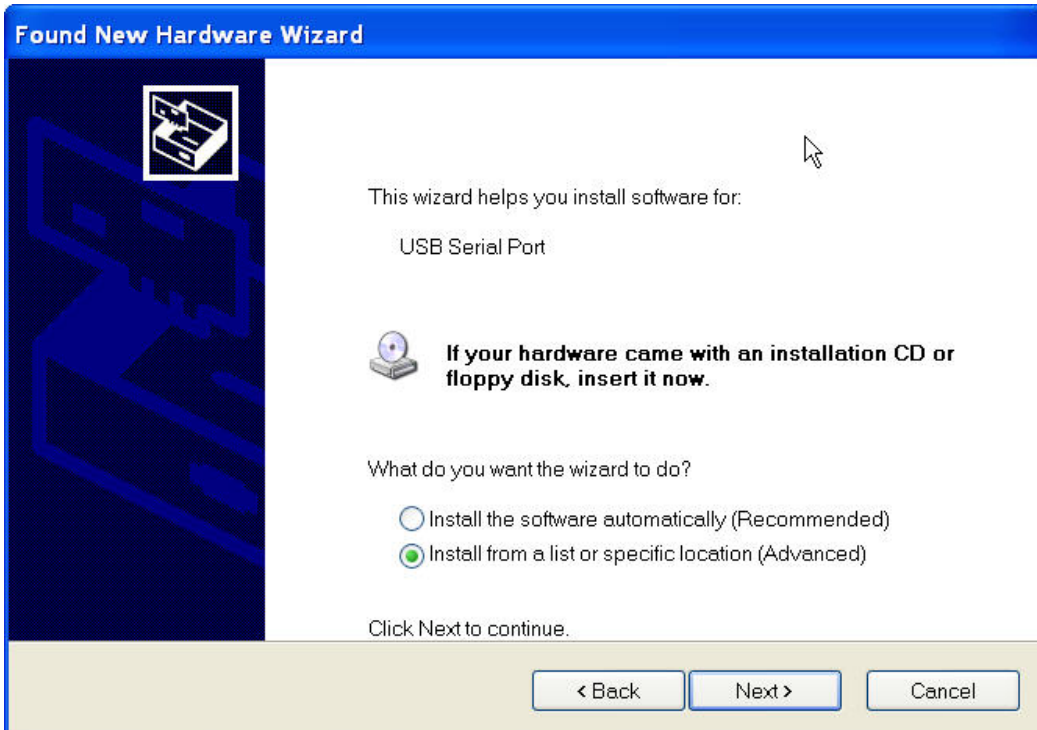 Found New Hardware Wizard
This wizard helps you install software for:
USB Serial Port
If your hardware came with an installation CD or
floppy disk, insert it now.
What do you want the wizard to do?
Install the software automatically (Recommended)
Install from a list or specific location (Advanced)
Click Next to continue.
< Back
Next >
Cancel